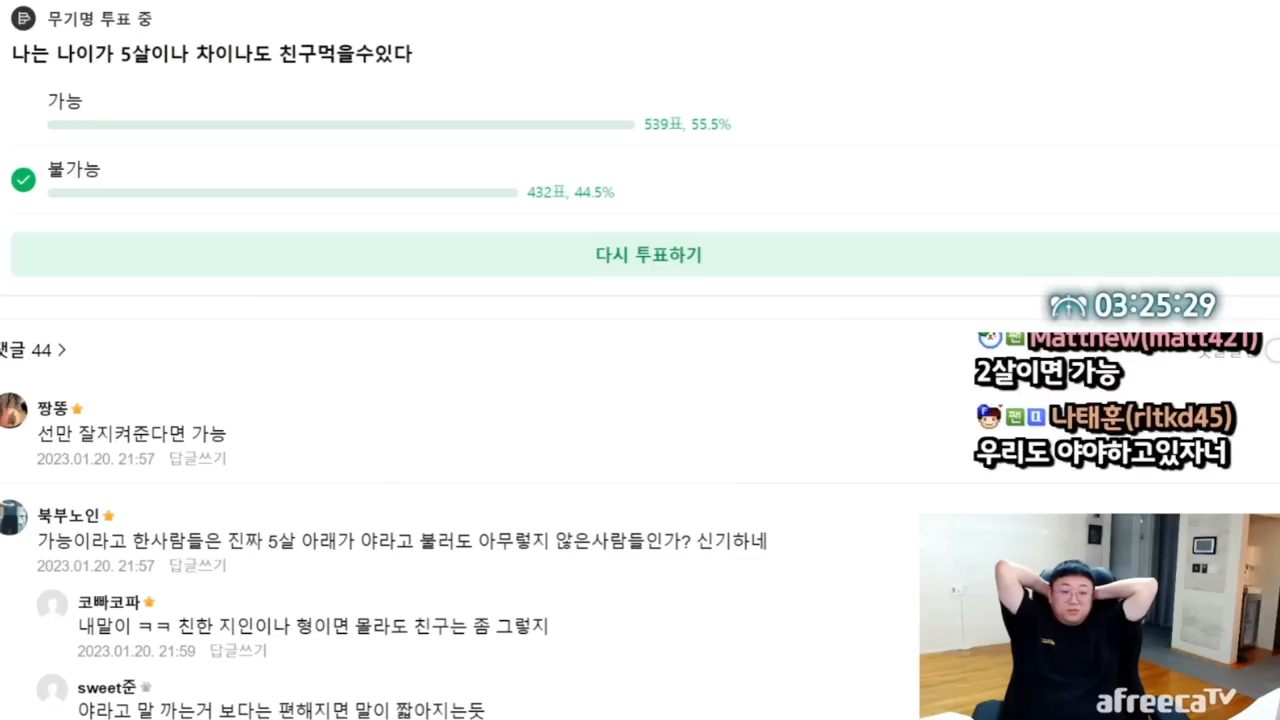 무기명 투표 중
나는 나이가 5살이나 차이나도 친구먹을수있다
가능
539표, 55.5%
불가능
432표, 44.5%
다시 투표하기
03:25:29
댓글 44
Matthew(matt421)
2살이면 가능
짱똥
선만 잘지켜준다면 가능
2023.01.20. 21:57 답글쓰기
팬 나태훈(rltkd45)
우리도 야야하고있자너
북부노인
가능이라고 한사람들은 진짜 5살 아래가 야라고 불러도 아무렇지 않은사람들인가? 신기하네
2023.01.20. 21:57 답글쓰기
코빠코파
내말이 ㅋㅋ 친한 지인이나 형이면 몰라도 친구는 좀 그렇지
2023.01.20. 21:59 답글쓰기
sweet준
야라고 말 까는거 보다는 편해지면 말이 짧아지는듯
afreecaTV